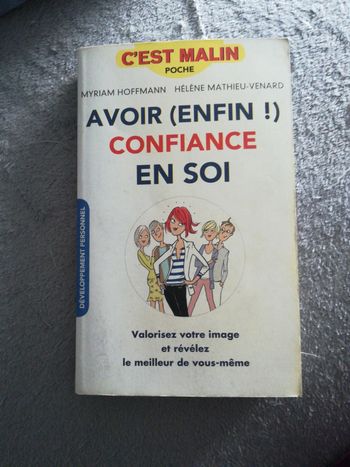 C'EST MALIN
POCHE
MYRIAM HOFFMANN HÉLÈNE MATHIEU-VENARD
AVOIR (ENFIN !)
CONFIANCE
EN SOI
DÉVELOPPEMENT PERSONNEL
Valorisez votre image
et révélez
le meilleur de vous-même